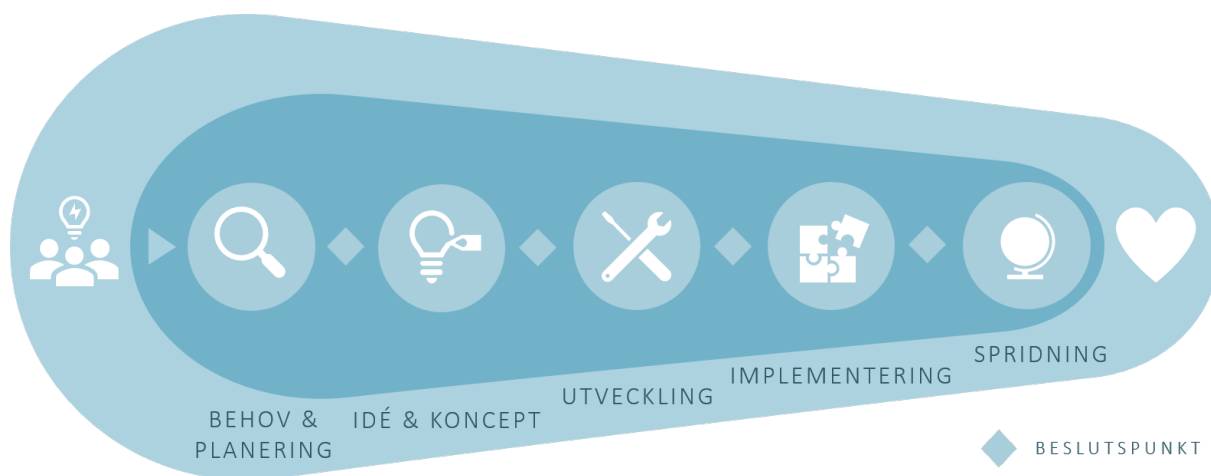 BEHOV &
PLANERING
IDÉ & KONCEPT
UTVECKLING
IMPLEMENTERING
SPRIDNING
BESLUTSPUNKT